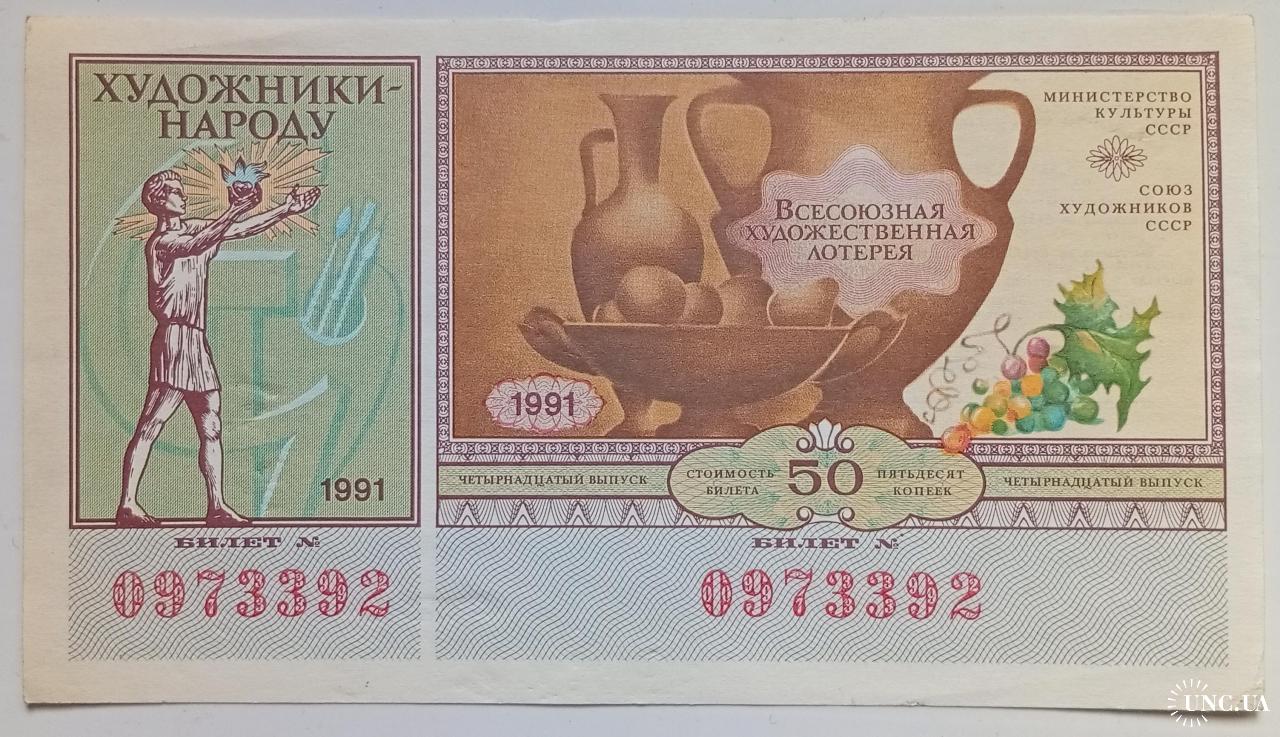 ХУДОЖНИКИ-
НАРОДУ
1991
БИЛЕТ №
0973392
МИНИСТЕРСТВО
КУЛЬТУРЫ
СССР
СОЮЗ
ХУДОЖНИКОВ
СССР
ВСЕСОЮЗНАЯ
ХУДОЖЕСТВЕННАЯ
ЛОТЕРЕЯ
1991
ЧЕТЫРНАДЦАТЫЙ ВЫПУСК
СТОИМОСТЬ
БИЛЕТА
50
ПЯТЬДЕСЯТ
КОПЕЕК
ЧЕТЫРНАДЦАТЫЙ ВЫПУСК
БИЛЕТ №
0973392
UNC.UA